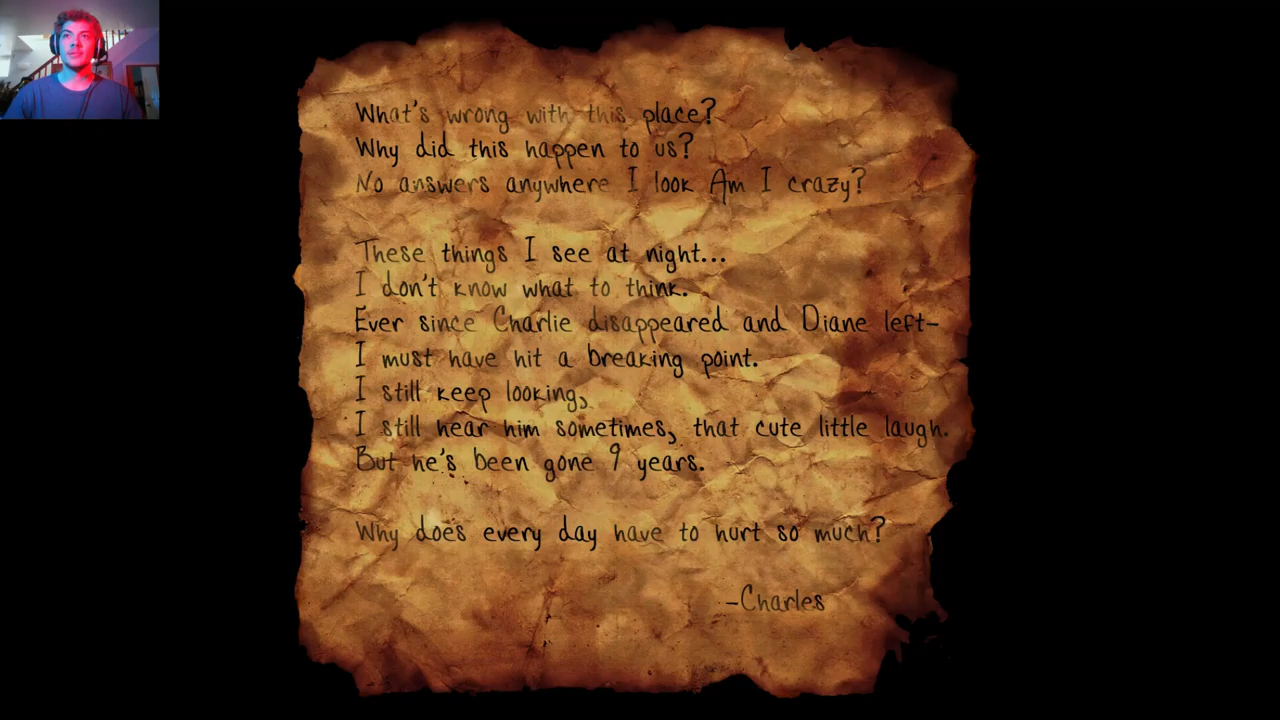 What's wrong with this place?
Why did this happen to us?
No answers anywhere I look Am I crazy?
These things I see at night...
I don't know what to think.
Ever since Charlie disappeared and Diane left-
I must have hit a breaking point.
I still keep looking,
I still hear him sometimes, that cute little laugh.
But he's been gone 9 years.
Why does every day have to hurt so much?
-Charles